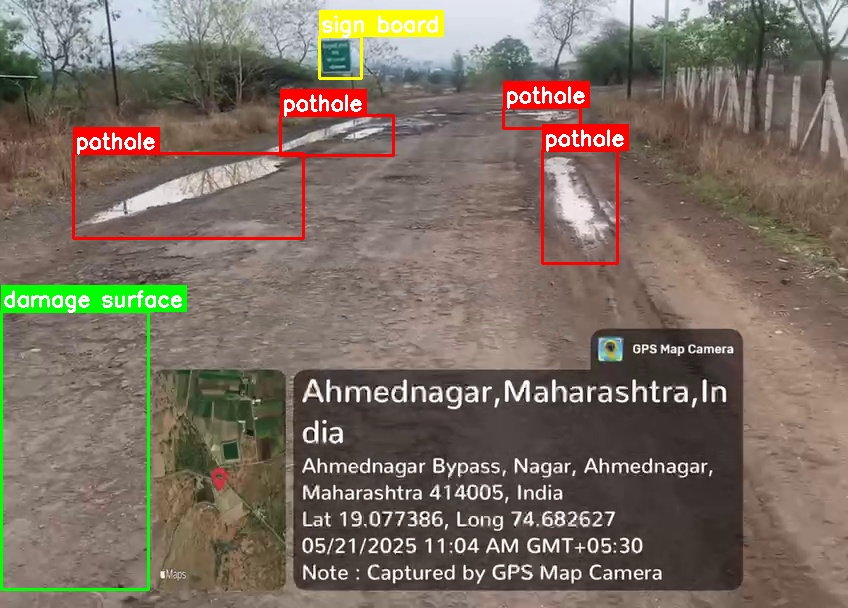 sign board
pothole
pothole
pothole
pothole
damage surface
GPS Map Camera
Ahmednagar,Maharashtra,In
dia
Ahmednagar Bypass, Nagar, Ahmednagar,
Maharashtra 414005, India
Lat 19.077386, Long 74.682627
05/21/2025 11:04 AM GMT+05:30
Note : Captured by GPS Map Camera
Maps